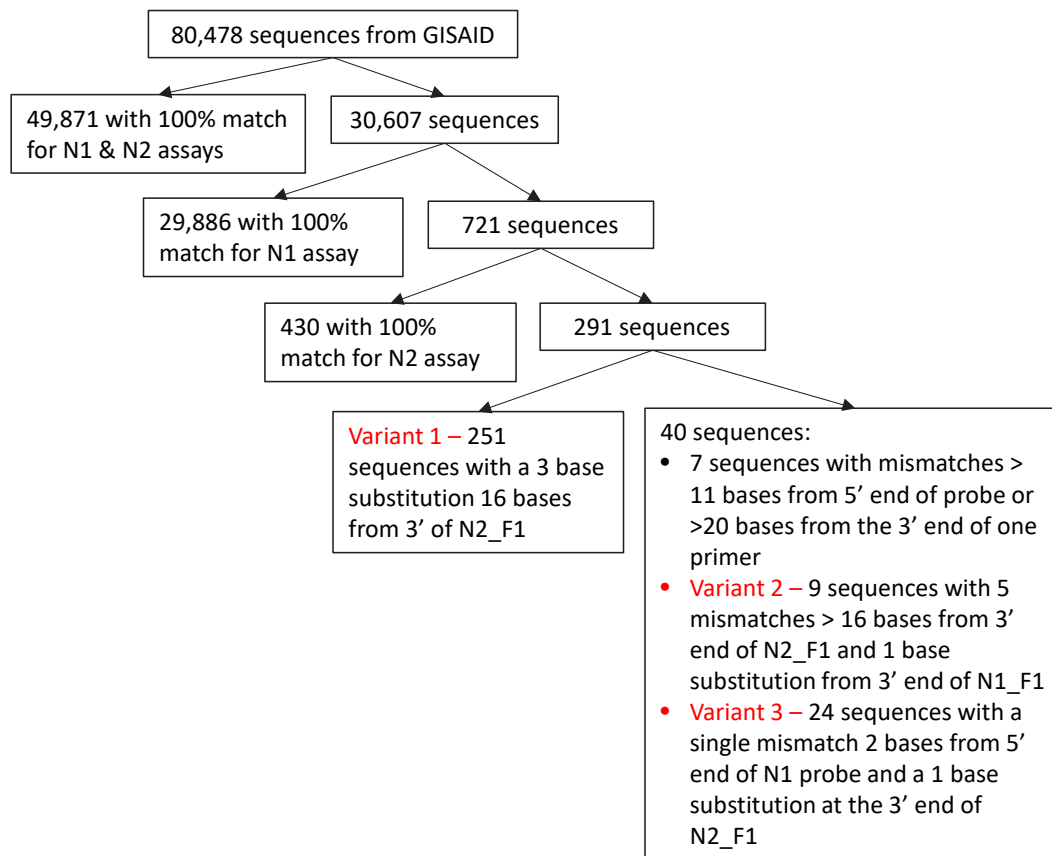 80,478 sequences from GISAID
49,871 with 100% match
for N1 & N2 assays
30,607 sequences
29,886 with 100%
match for N1 assay
721 sequences
430 with 100%
match for N2 assay
291 sequences
Variant 1 – 251
sequences with a 3 base
substitution 16 bases
from 3’ of N2_F1
40 sequences:
• 7 sequences with mismatches >
11 bases from 5’ end of probe or
>20 bases from the 3’ end of one
primer
• Variant 2 – 9 sequences with 5
mismatches > 16 bases from 3’
end of N2_F1 and 1 base
substitution from 3’ end of N1_F1
• Variant 3 – 24 sequences with a
single mismatch 2 bases from 5’
end of N1 probe and a 1 base
substitution at the 3’ end of
N2_F1